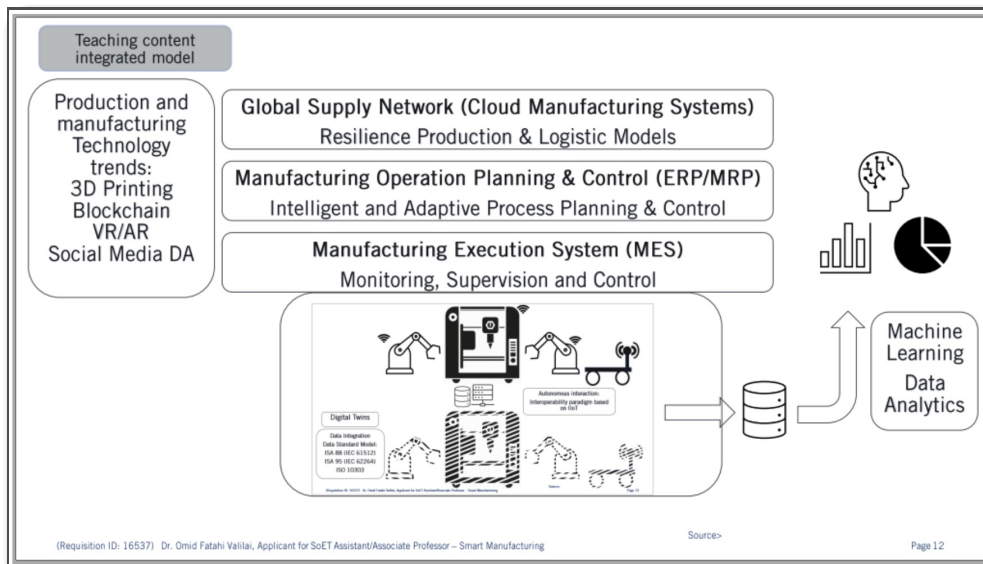 Teaching content
integrated model
Production and
manufacturing
Technology
trends:
3D Printing
Blockchain
VR/AR
Social Media DA
Global Supply Network (Cloud Manufacturing Systems)
Resilience Production & Logistic Models
Manufacturing Operation Planning & Control (ERP/MRP)
Intelligent and Adaptive Process Planning & Control
Manufacturing Execution System (MES)
Monitoring, Supervision and Control
Autonomous interaction:
Interoperability paradigm based
on IIoT
Digital Twins
Data Integration
Data Standard Model:
ISA 88 (IEC 61512)
ISA 95 (IEC 62264)
ISO 10303
Machine
Learning
Data
Analytics
Source>
(Requisition ID: 16537) Dr. Omid Fatahi Valilai, Applicant for SoET Assistant/Associate Professor – Smart Manufacturing
Page 12